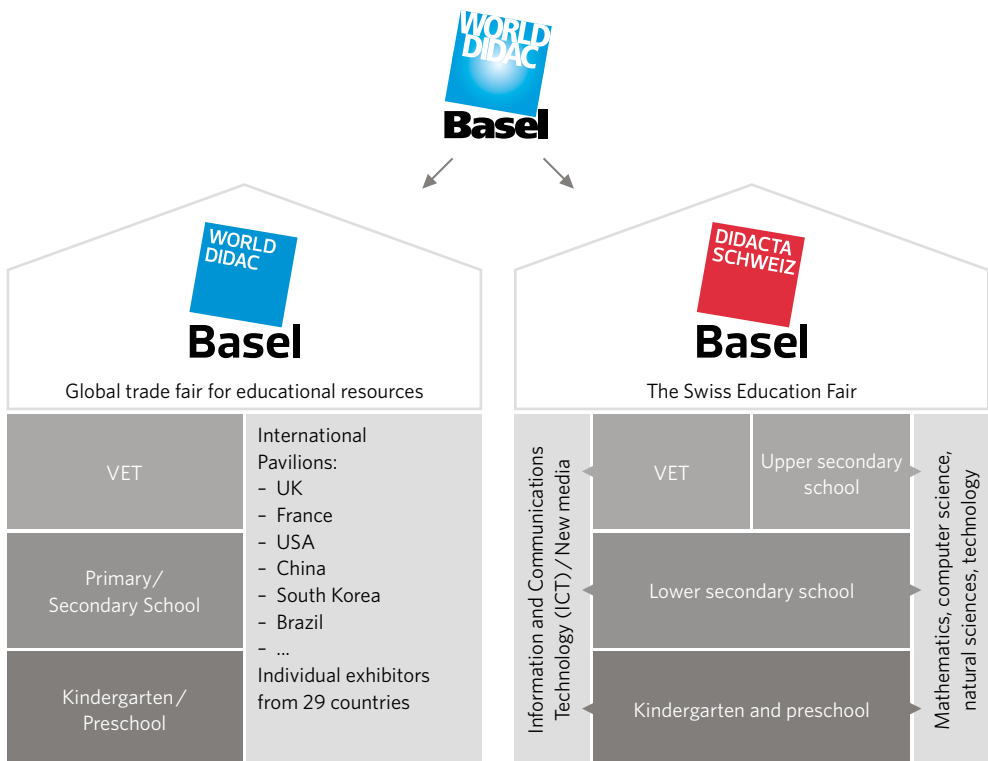 WORLD
DIDAC
Basel
WORLD
DIDAC
Basel
Global trade fair for educational resources
VET
Primary/
Secondary School
Kindergarten /
Preschool
International
Pavilions:
– UK
– France
– USA
– China
– South Korea
– Brazil
– ...
Individual exhibitors
from 29 countries
DIDACTA
SCHWEIZ
Basel
The Swiss Education Fair
Information and Communications
Technology (ICT) / New media
VET
Upper secondary
school
Lower secondary school
Kindergarten and preschool
Mathematics, computer science,
natural sciences, technology